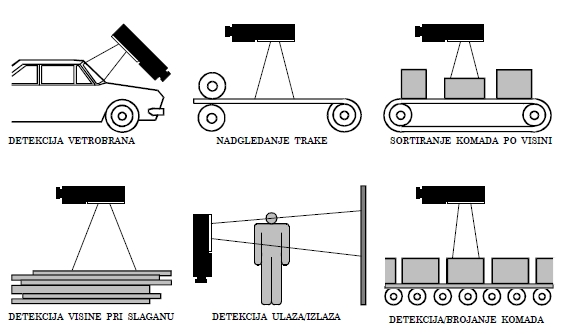 DETEKCIJA VETROBRANA
NADGLEDANJE TRAKE
SORTIRANJE KOMADA PO VISINI
DETEKCIJA VISINE PRI SLAGANU
DETEKCIJA ULAZA/IZLAZA
DETEKCIJA/BROJANJE KOMADA